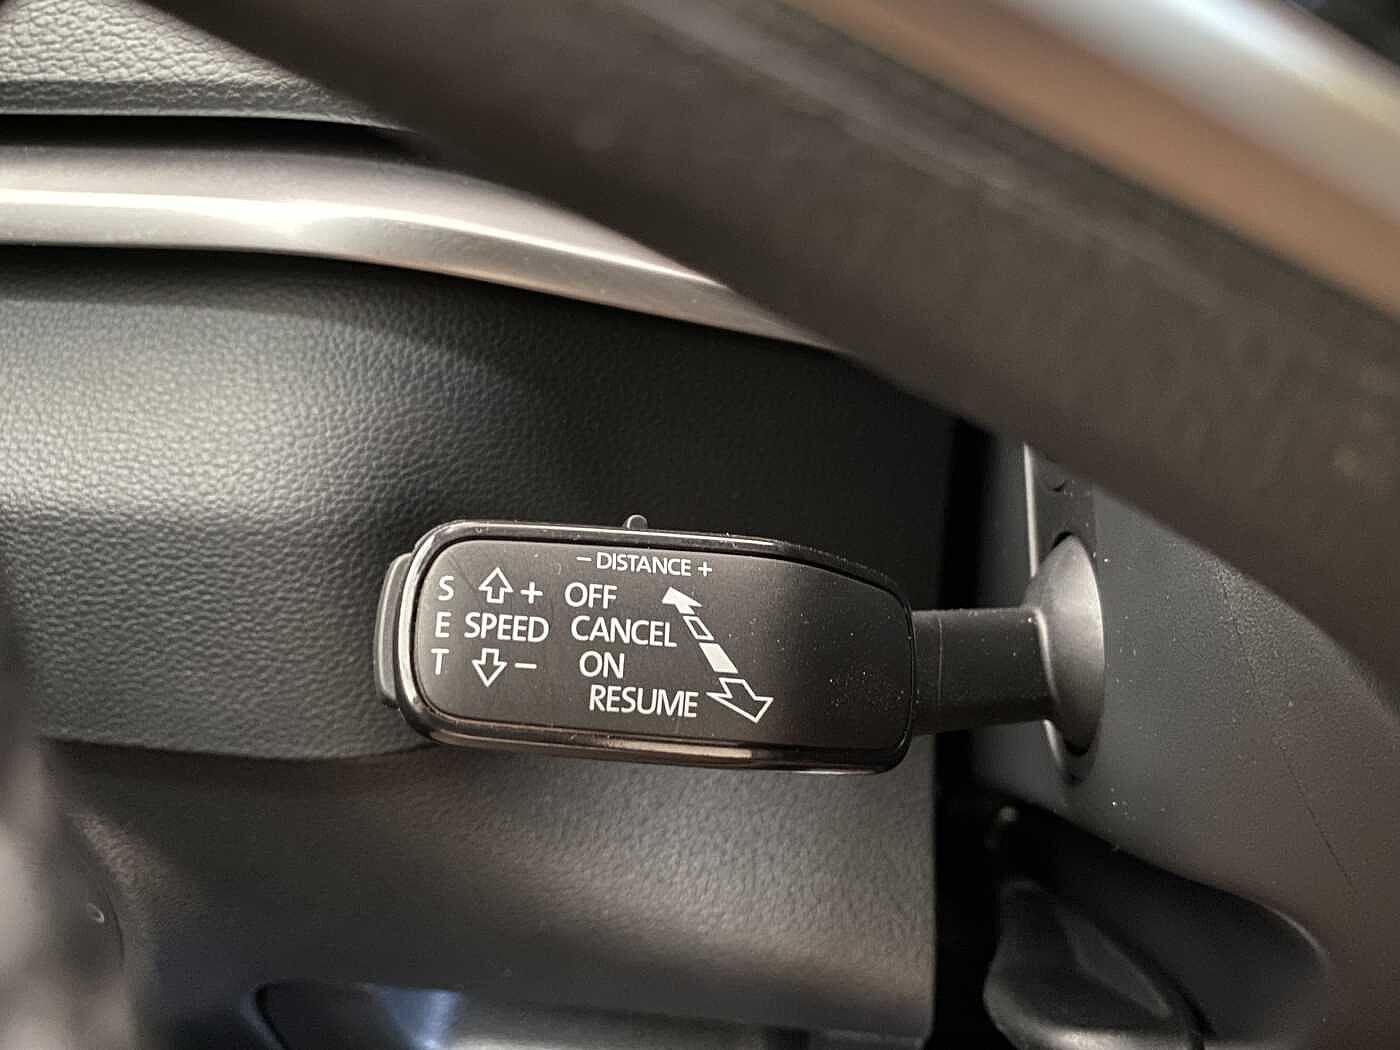 – DISTANCE +
S + OFF
E SPEED CANCEL
T – ON
RESUME